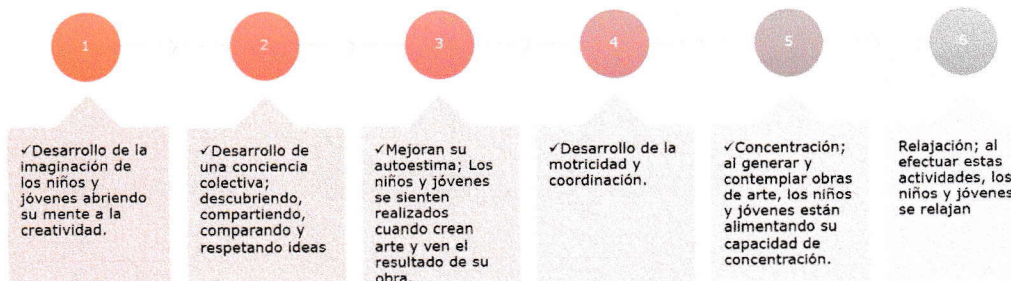 1
2
3
4
5
6
✓Desarrollo de la
imaginación de
los niños y
jóvenes abriendo
su mente a la
creatividad.
✓Desarrollo de
una conciencia
colectiva;
descubriendo,
compartiendo,
comparando y
respetando ideas
✓Mejoran su
autoestima; Los
niños y jóvenes
se sienten
realizados
cuando crean
arte y ven el
resultado de su
obra.
✓Desarrollo de la
motricidad y
coordinación.
✓Concentración;
al generar y
contemplar obras
de arte, los niños
y jóvenes están
alimentando su
capacidad de
concentración.
Relajación; al
efectuar estas
actividades, los
niños y jóvenes
se relajan